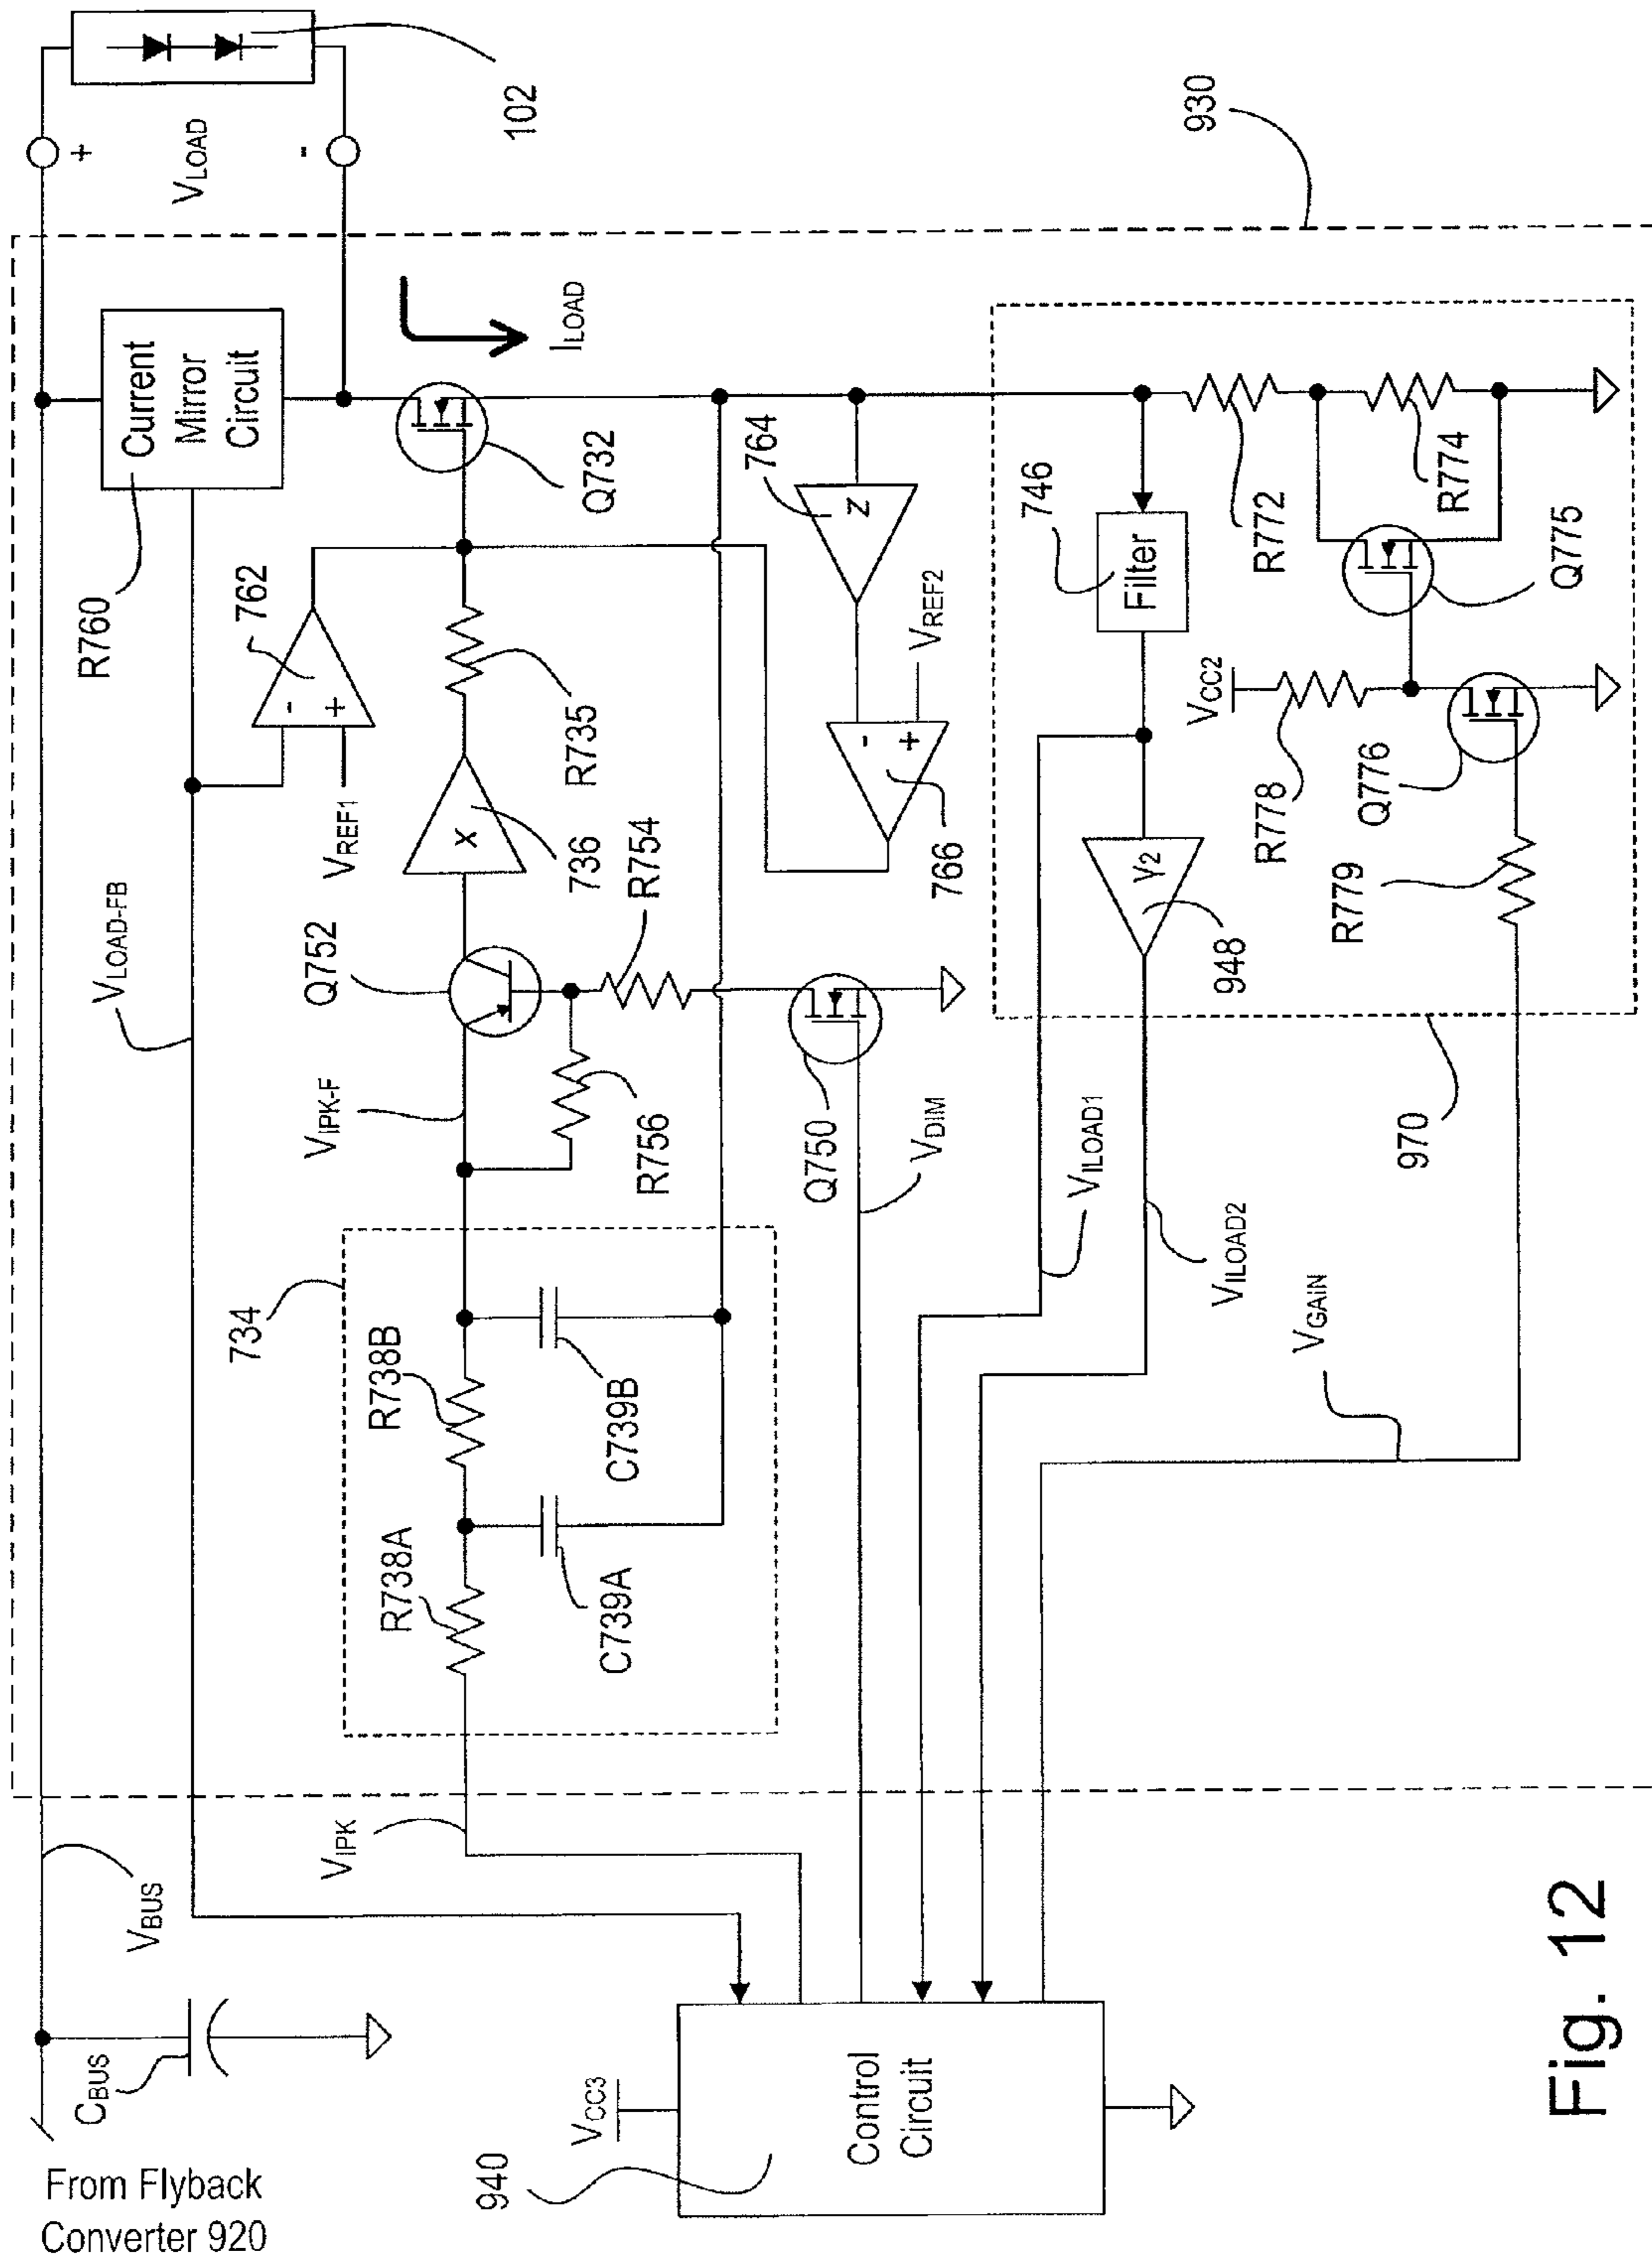 From Flyback
Converter 920
CBUS
VBUS
VLOAD-FB
R760
Current
Mirror
Circuit
VLOAD
+
-
102
930
ILOAD
Q732
762
-
+
VREF1
736
X
R735
Q752
VIPK-F
R756
R754
734
R738A
R738B
C739A
C739B
VIPK
764
Z
766
-
+
VREF2
Q750
VDIM
746
Filter
948
Y2
R772
R774
Q775
Q776
VCC2
R778
R779
970
VILOAD1
VILOAD2
VGAIN
VCC3
940
Control
Circuit
Fig. 12